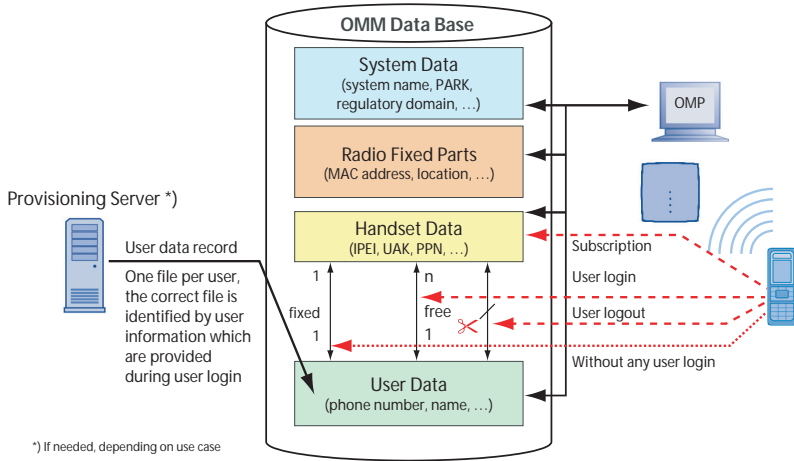 OMM Data Base
System Data
(system name, PARK,
regulatory domain, …)
OMP
Radio Fixed Parts
(MAC address, location, …)
Provisioning Server *)
Handset Data
(IPEI, UAK, PPN, …)
User data record
One file per user,
the correct file is
identified by user
information which
are provided
during user login
1
n
fixed
free
1
1
Subscription
User login
User logout
Without any user login
User Data
(phone number, name, …)
*) If needed, depending on use case